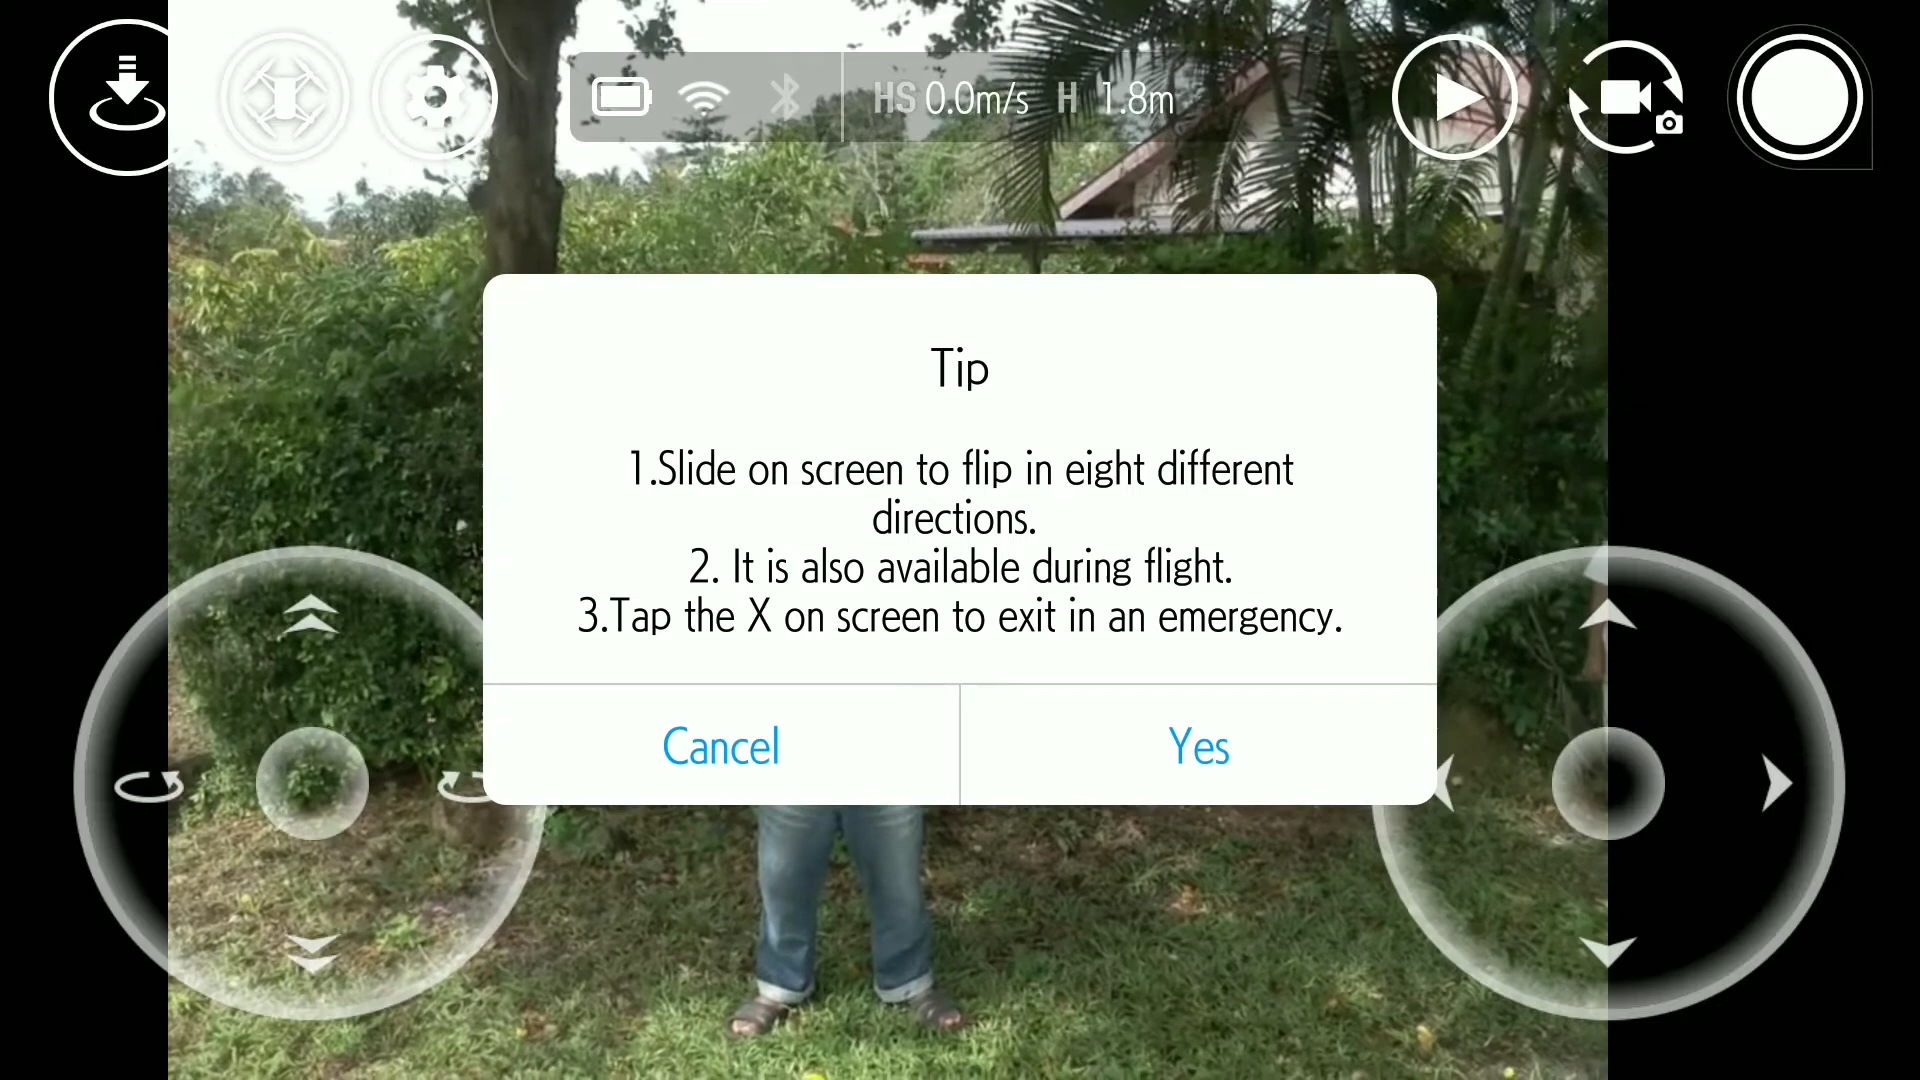 HS 0.0m/s H 1.8m
Tip
1.Slide on screen to flip in eight different
directions.
2. It is also available during flight.
3.Tap the X on screen to exit in an emergency.
Cancel Yes